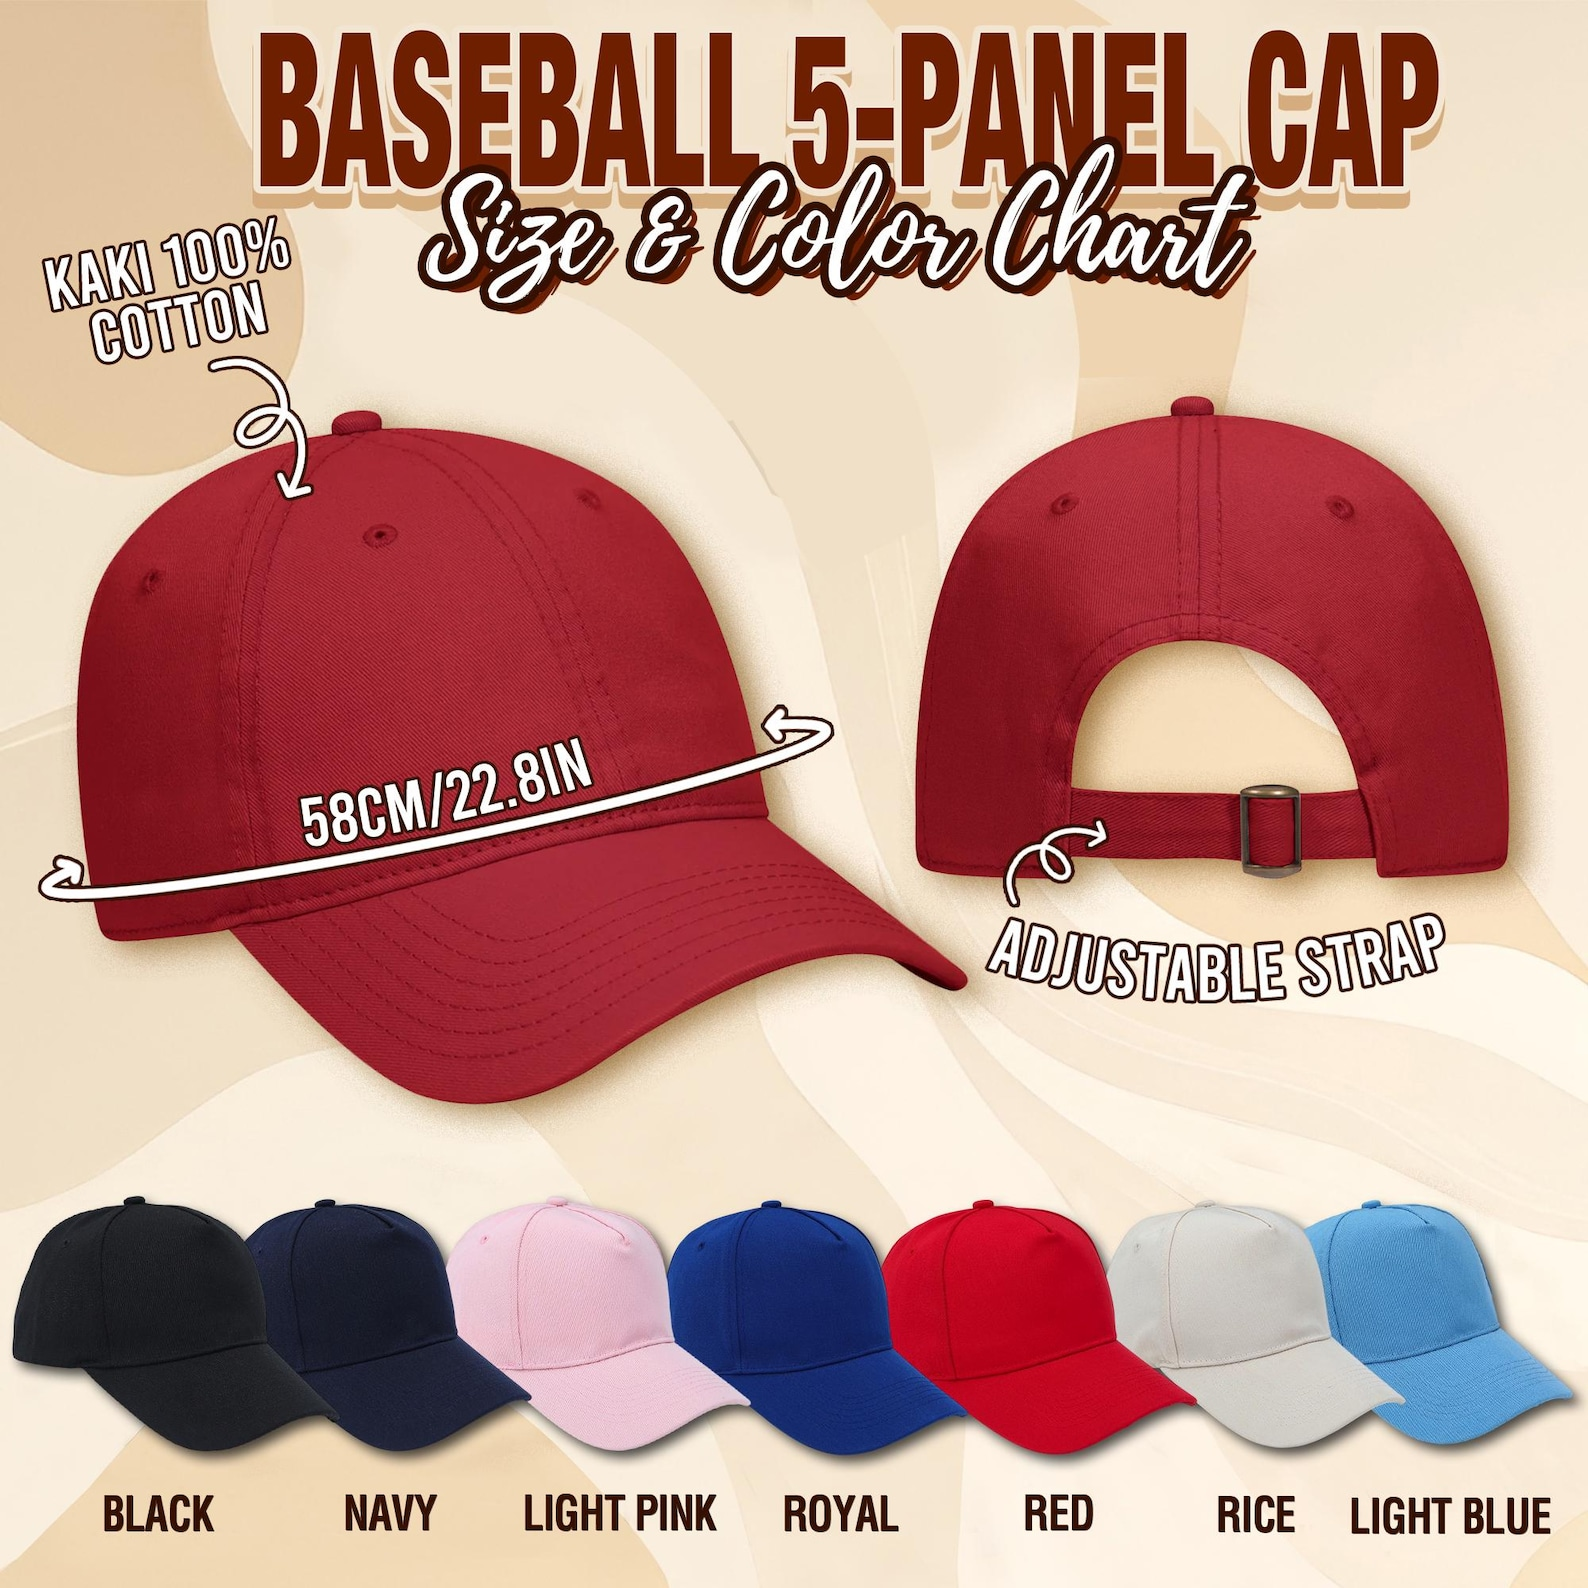 BASEBALL 5-PANEL CAP
Size & Color Chart
KAKI 100%
COTTON
58CM/22.8IN
ADJUSTABLE STRAP
BLACK
NAVY
LIGHT PINK
ROYAL
RED
RICE
LIGHT BLUE